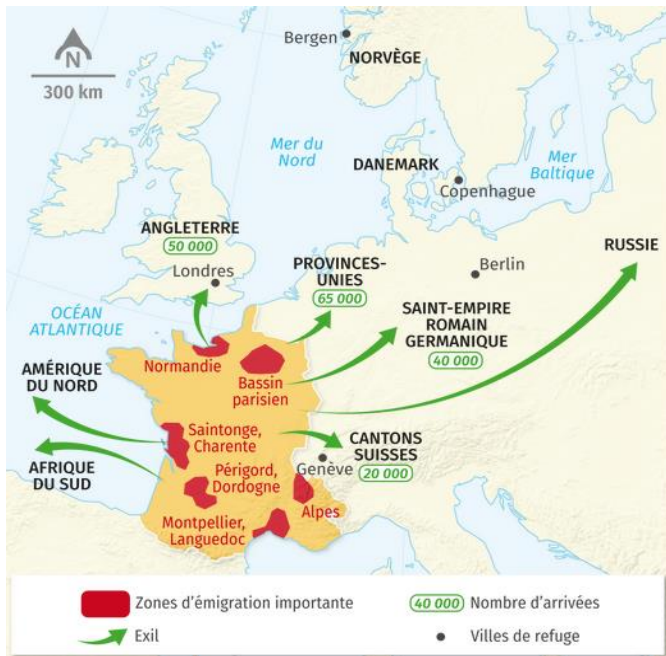 Bergen
NORVÈGE
N
300 km
Mer du
Nord
DANEMARK
Mer
Baltique
Copenhague
ANGLETERRE
50 000
Londres
PROVINCES-
UNIES
65 000
Berlin
RUSSIE
OCÉAN
ATLANTIQUE
SAINT-EMPIRE
ROMAIN
GERMANIQUE
40 000
AMÉRIQUE
DU NORD
Normandie
Bassin
parisien
Saintonge,
Charente
CANTONS
SUISSES
20 000
Genève
AFRIQUE
DU SUD
Périgord,
Dordogne
Alpes
Montpellier,
Languedoc
Zones d'émigration importante
40 000 Nombre d'arrivées
Exil
Villes de refuge